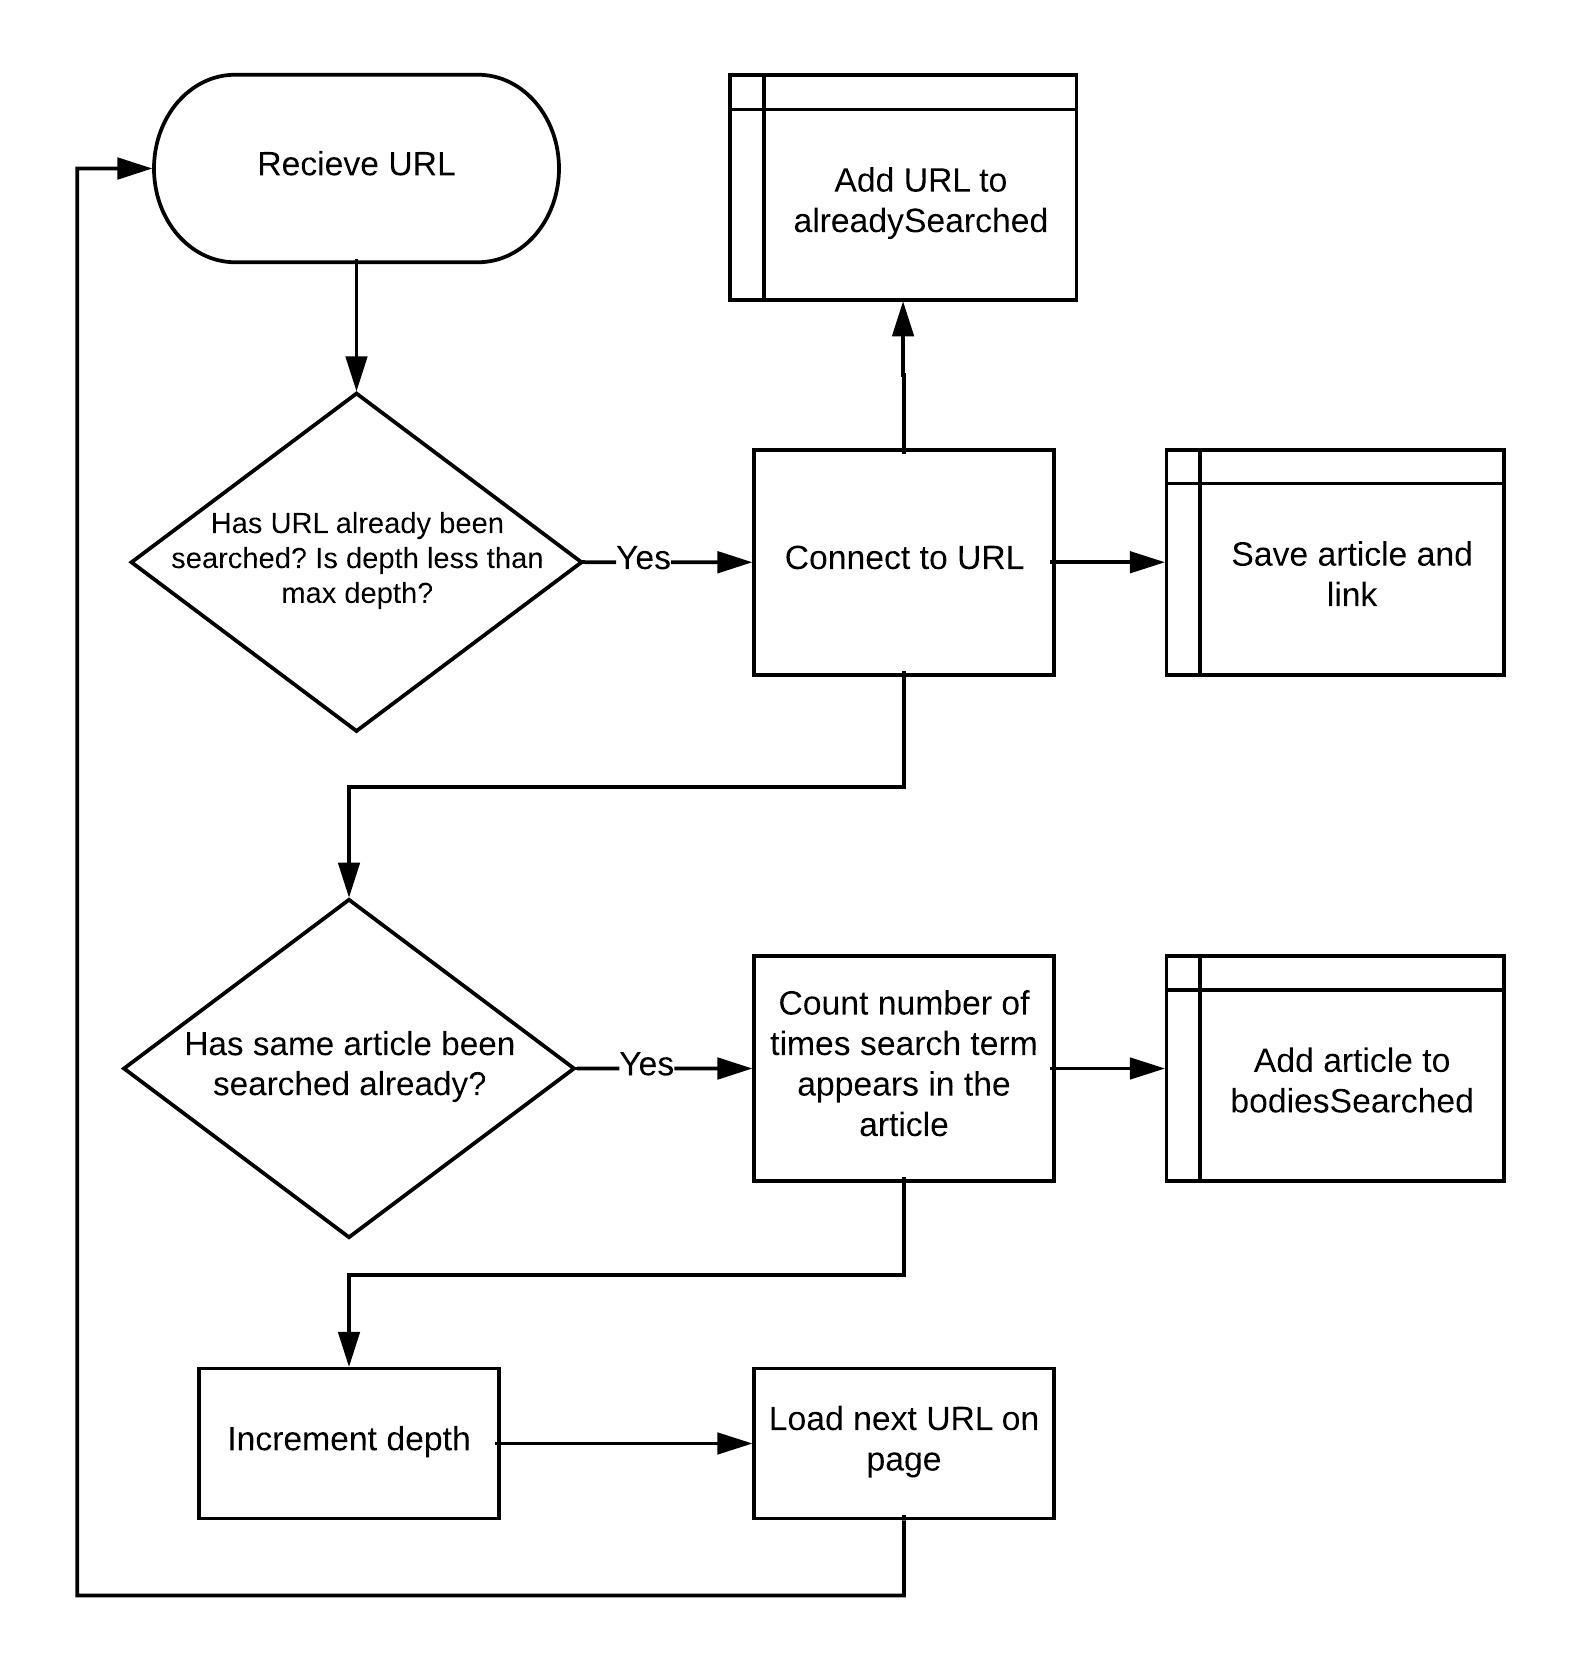 Recieve URL
Add URL to
alreadySearched
Has URL already been
searched? Is depth less than
max depth?
Yes
Connect to URL
Save article and
link
Has same article been
searched already?
Yes
Count number of
times search term
appears in the
article
Add article to
bodiesSearched
Increment depth
Load next URL on
page